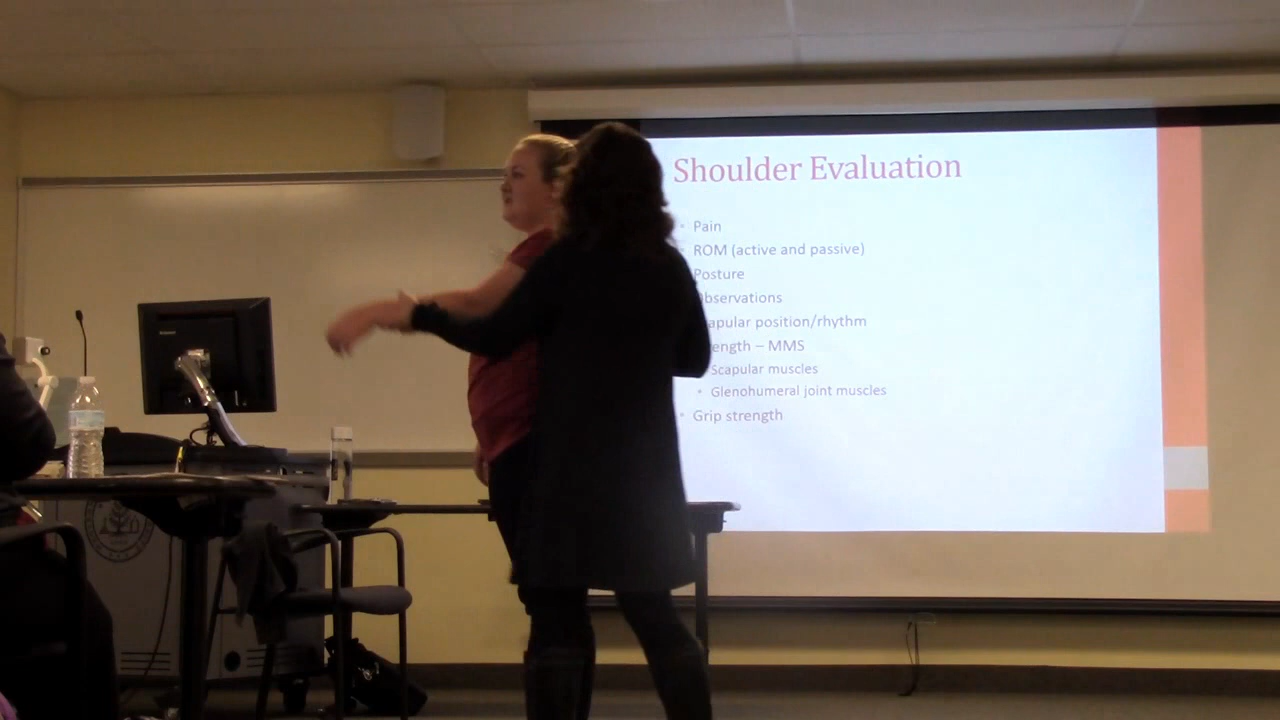 Shoulder Evaluation
Pain
ROM (active and passive)
Posture
bservations
apular position/rhythm
ength – MMS
Scapular muscles
Glenohumeral joint muscles
Grip strength